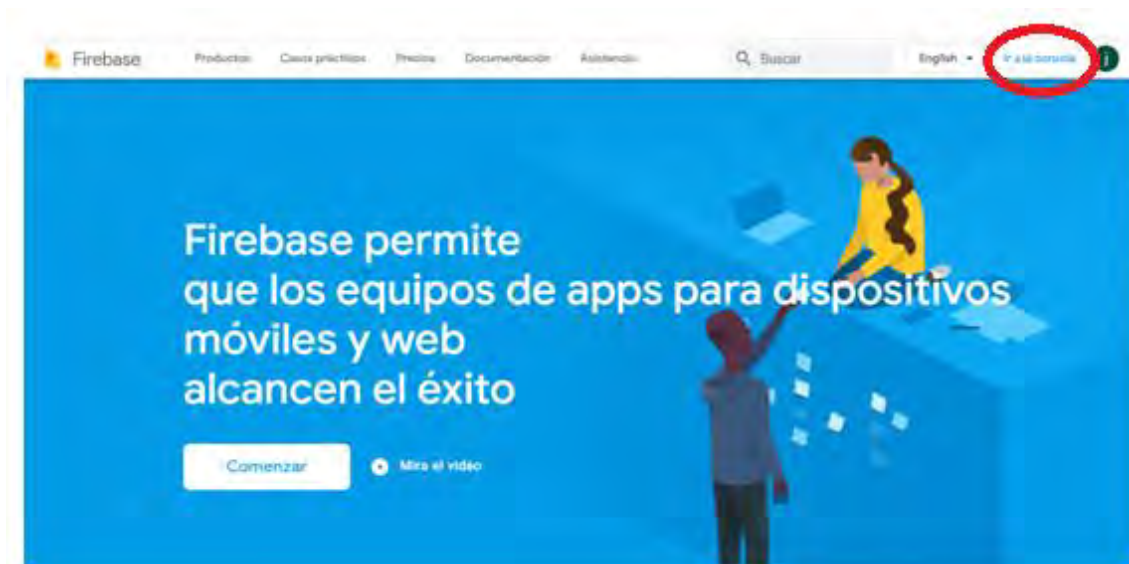 Firebase
Productos
Casos prácticos
Precios
Documentación
Asistencia
Buscar
English
Ir a la consola
Firebase permite
que los equipos de apps para dispositivos
móviles y web
alcancen el éxito
Comenzar
Mira el video